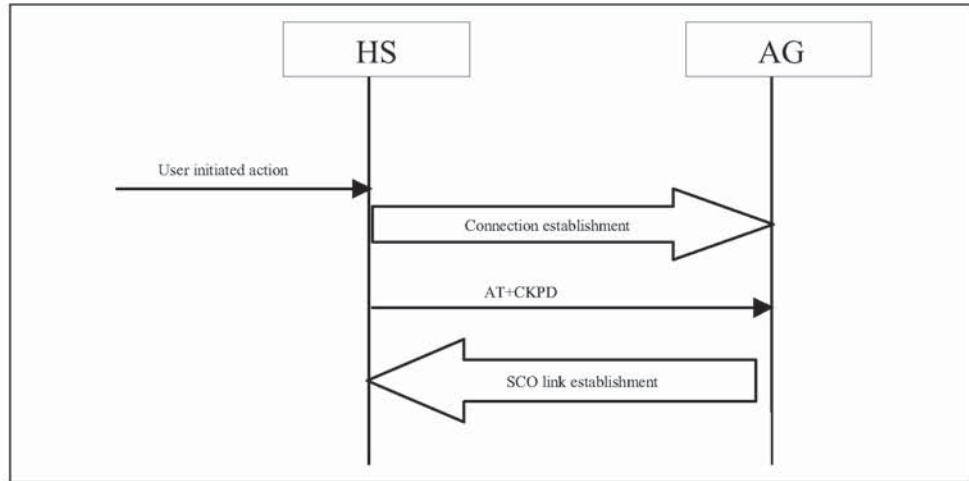 HS
AG
User initiated action
Connection establishment
AT+CKPD
SCO link establishment